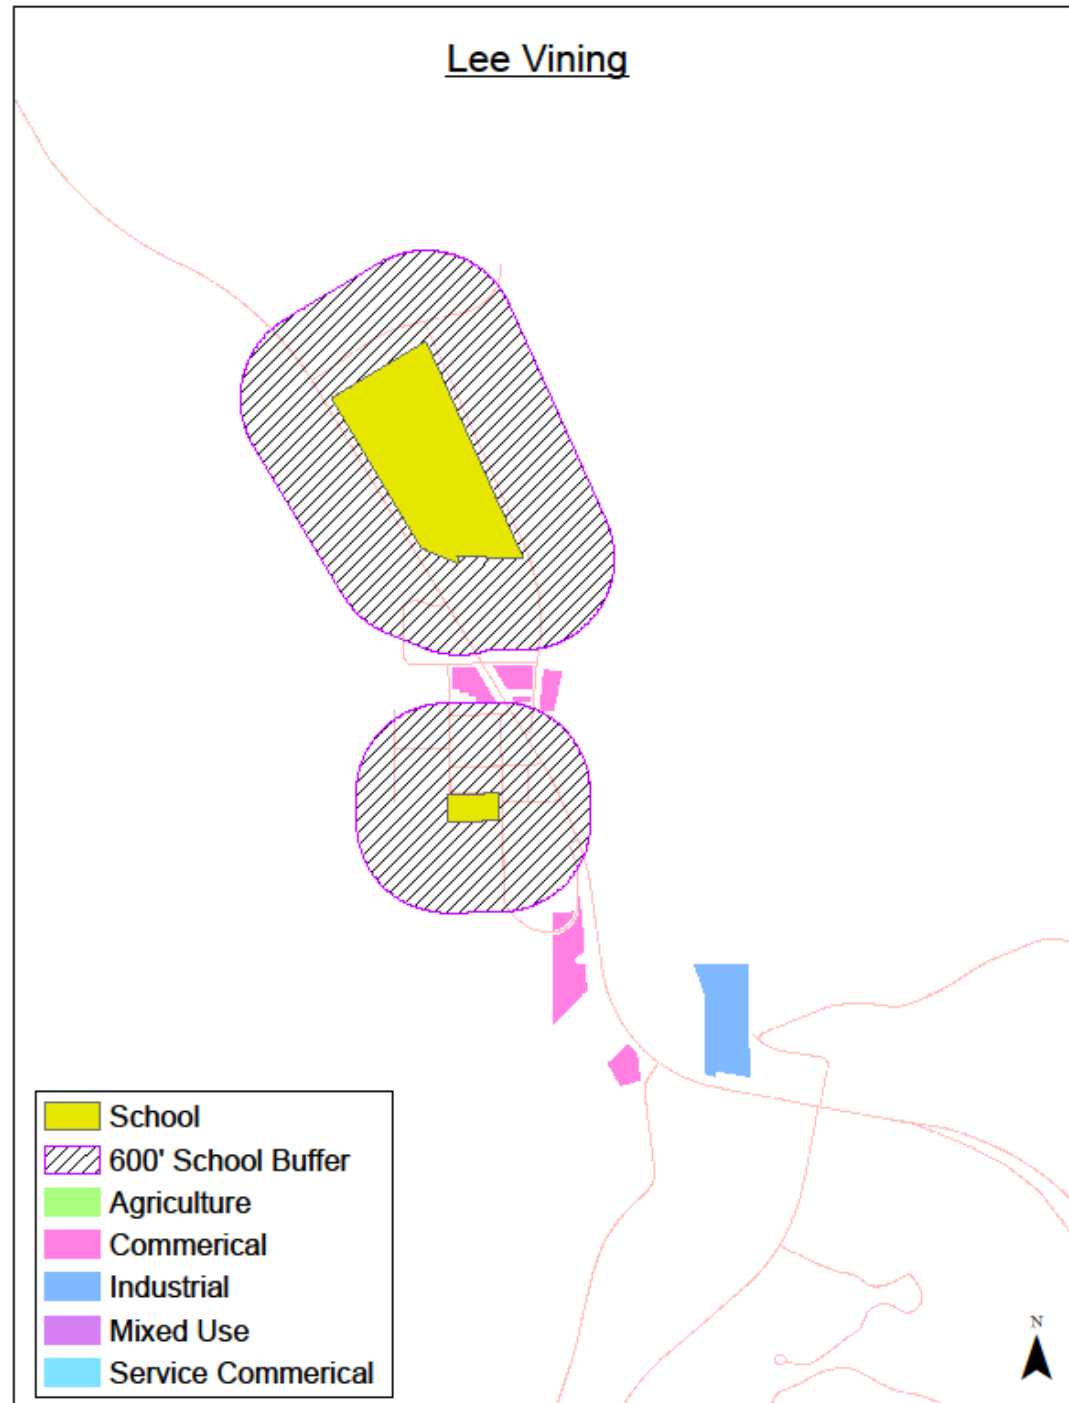 Lee Vining
School
600' School Buffer
Agriculture
Commerical
Industrial
Mixed Use
Service Commerical
N